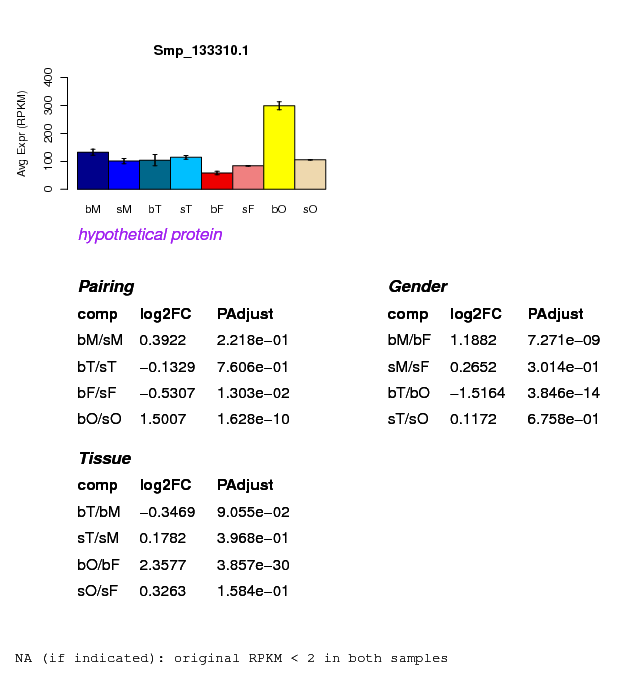 Smp_133310.1
Avg Expr (RPKM)
400
300
200
100
0
bM sM bT sT bF sF bO sO
hypothetical protein
Pairing
comp log2FC PAdjust
bM/sM 0.3922 2.218e−01
bT/sT −0.1329 7.606e−01
bF/sF −0.5307 1.303e−02
bO/sO 1.5007 1.628e−10
Gender
comp log2FC PAdjust
bM/bF 1.1882 7.271e−09
sM/sF 0.2652 3.014e−01
bT/bO −1.5164 3.846e−14
sT/sO 0.1172 6.758e−01
Tissue
comp log2FC PAdjust
bT/bM −0.3469 9.055e−02
sT/sM 0.1782 3.968e−01
bO/bF 2.3577 3.857e−30
sO/sF 0.3263 1.584e−01
NA (if indicated): original RPKM < 2 in both samples